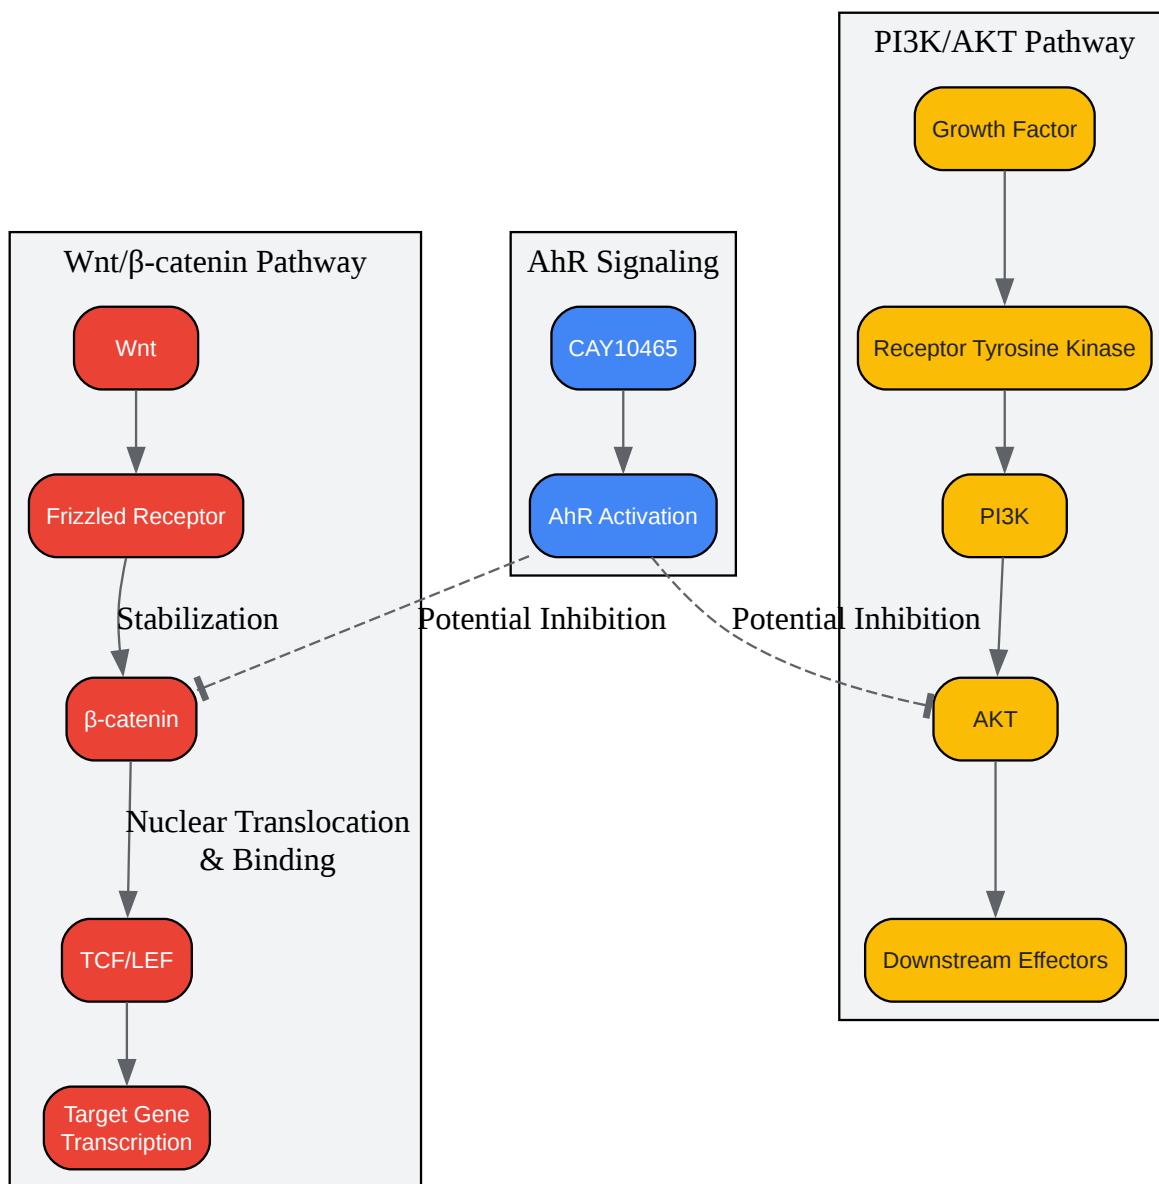 PI3K/AKT Pathway
Growth Factor
Wnt/β-catenin Pathway
AhR Signaling
Wnt
CAY10465
Receptor Tyrosine Kinase
Frizzled Receptor
AhR Activation
PI3K
Stabilization
Potential Inhibition
Potential Inhibition
β-catenin
AKT
Nuclear Translocation
& Binding
TCF/LEF
Downstream Effectors
Target Gene
Transcription